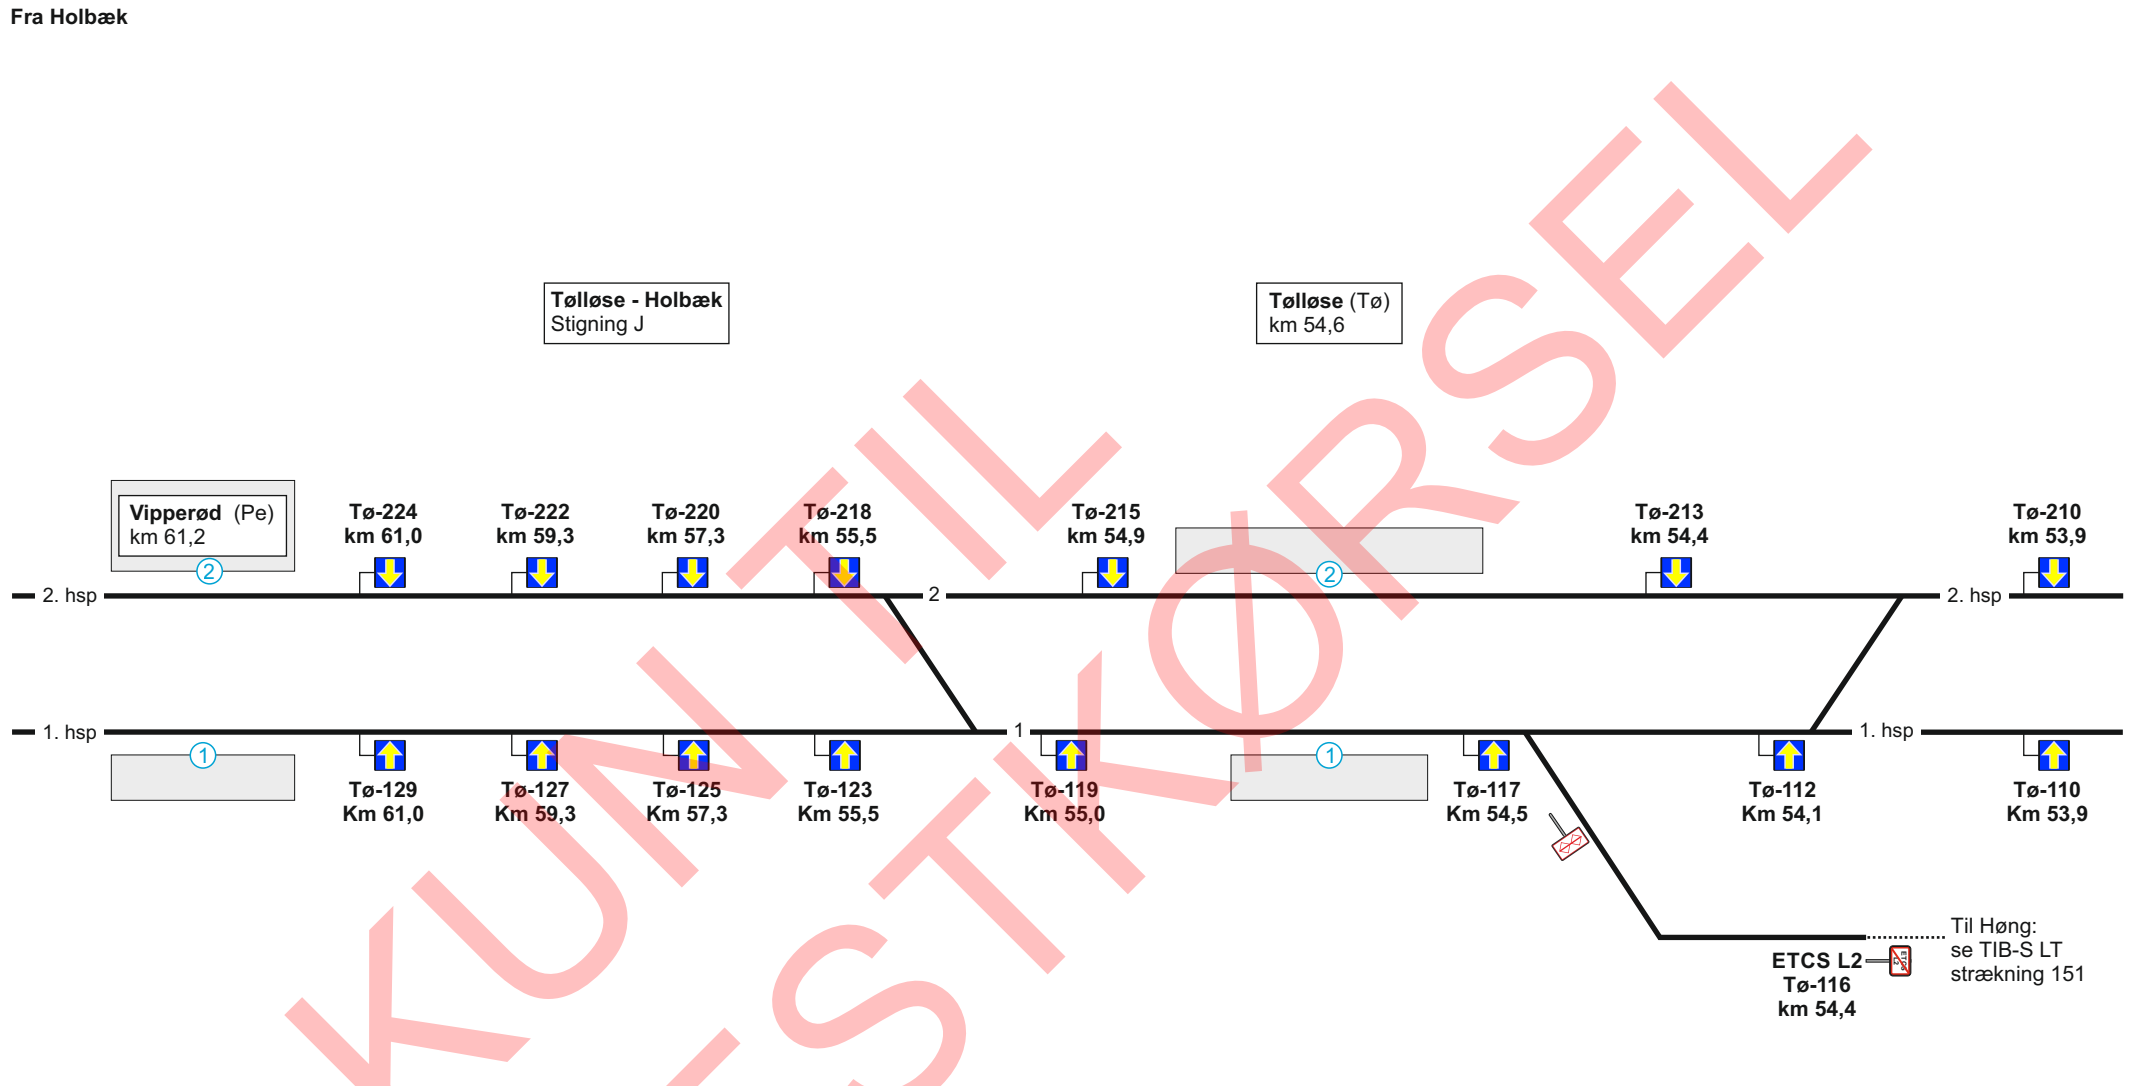 Fra Holbæk
Tølløse - Holbæk
Stigning J
Tølløse (Tø)
km 54,6
Vipperød (Pe)
km 61,2
2
Tø-224
km 61,0
Tø-222
km 59,3
Tø-220
km 57,3
Tø-218
km 55,5
Tø-215
km 54,9
2
Tø-213
km 54,4
Tø-210
km 53,9
2. hsp
2
2. hsp
1. hsp
1
1. hsp
1
1
Tø-129
Km 61,0
Tø-127
Km 59,3
Tø-125
Km 57,3
Tø-123
Km 55,5
Tø-119
Km 55,0
Tø-117
Km 54,5
Tø-112
Km 54,1
Tø-110
Km 53,9
ETCS L2
Tø-116
km 54,4
ETCS
L2
Til Høng:
se TIB-S LT
strækning 151
KUN TIL
TESTKØRSEL